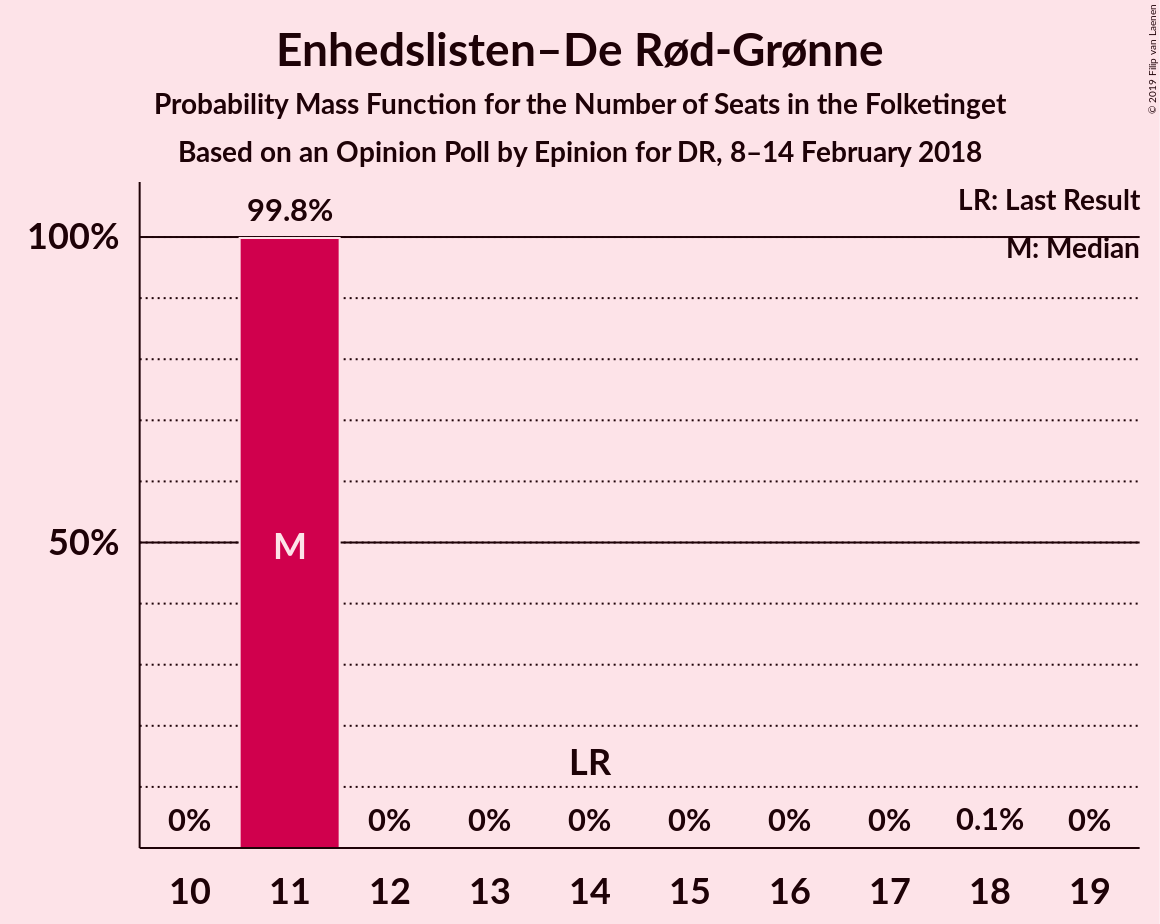 Enhedslisten–De Rød-Grønne
Probability Mass Function for the Number of Seats in the Folketinget
Based on an Opinion Poll by Epinion for DR, 8–14 February 2018
© 2019 Filip van Laenen
LR: Last Result
M: Median
99.8%
100%
50%
M
LR
0% 0% 0% 0% 0% 0% 0% 0.1% 0%
10 11 12 13 14 15 16 17 18 19